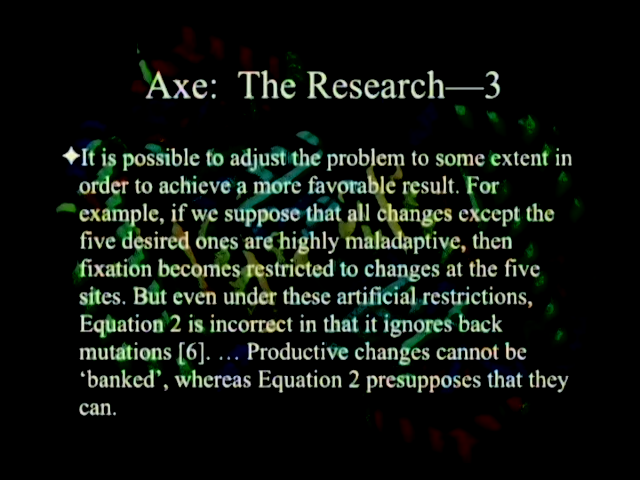 Axe:  The Research—3
✦It is possible to adjust the problem to some extent in
order to achieve a more favorable result. For
example, if we suppose that all changes except the
five desired ones are highly maladaptive, then
fixation becomes restricted to changes at the five
sites. But even under these artificial restrictions,
Equation 2 is incorrect in that it ignores back
mutations [6]. … Productive changes cannot be
‘banked’, whereas Equation 2 presupposes that they
can.